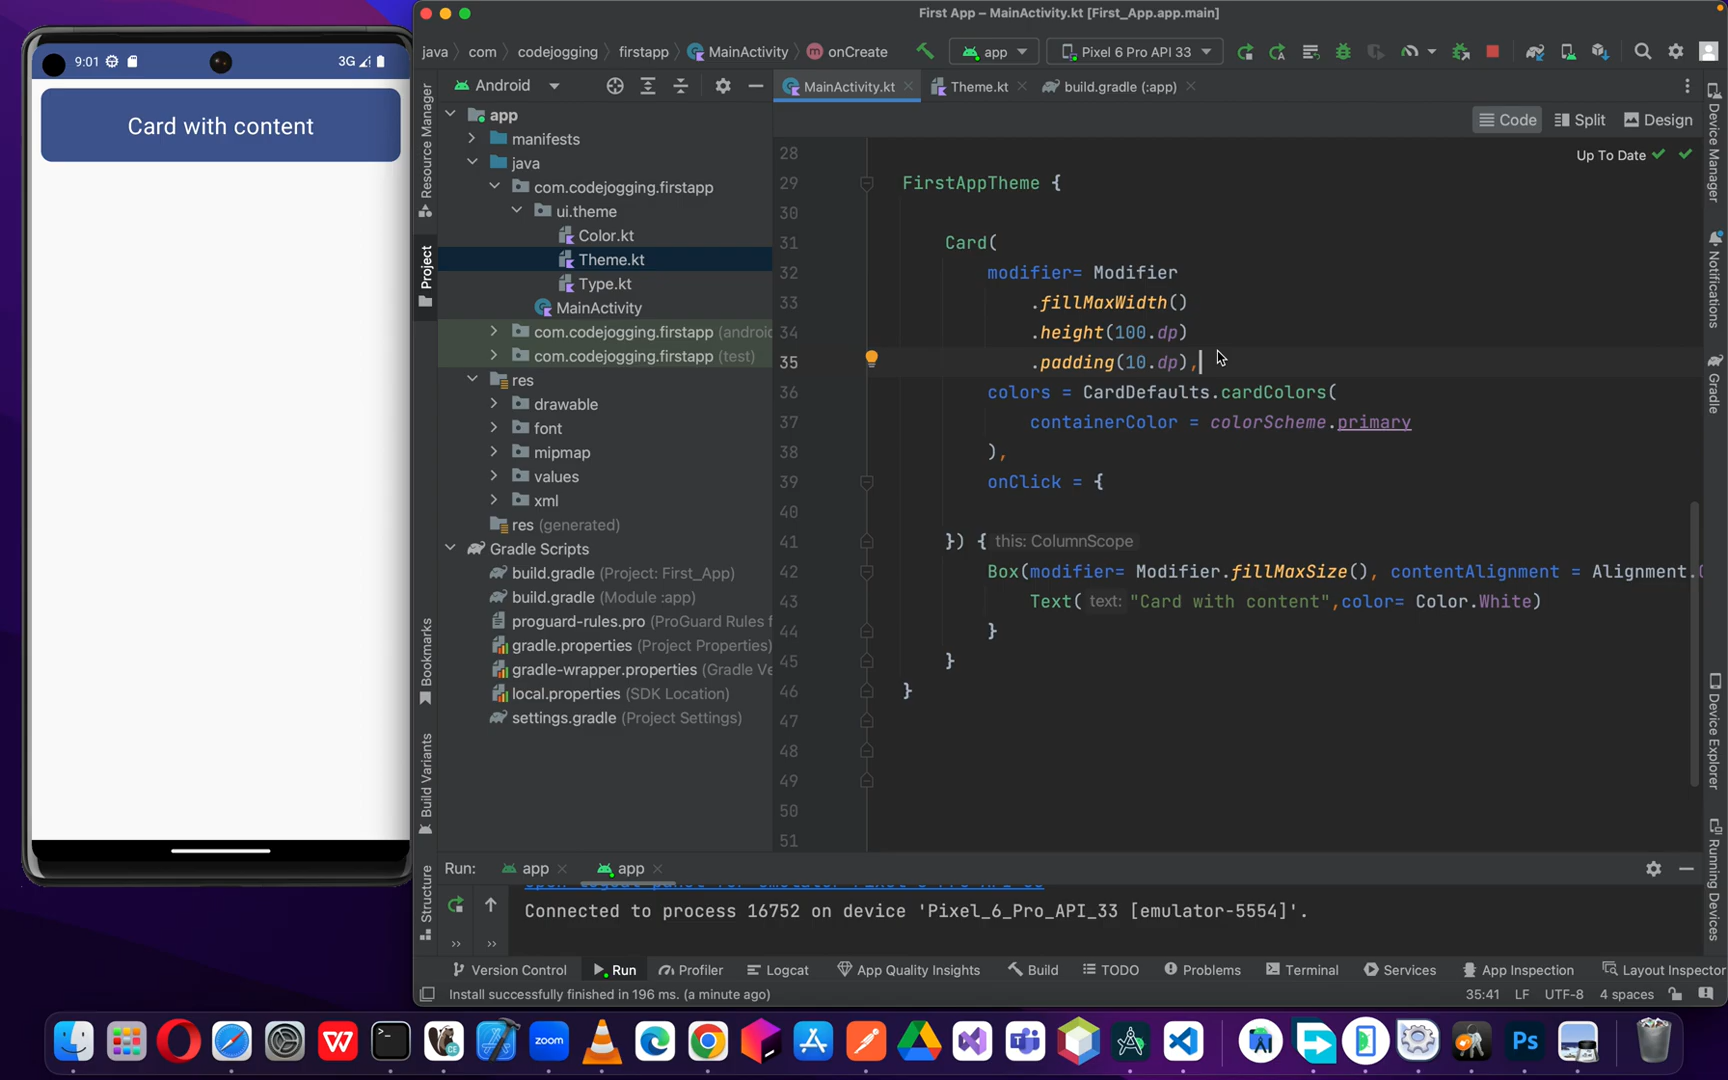 First App – MainActivity.kt [First_App.app.main]
9:01
3G
Card with content
java
com
codejogging
firstapp
MainActivity
onCreate
app
Pixel 6 Pro API 33
Android
MainActivity.kt
Theme.kt
build.gradle (:app)
Code
Split
Design
Up To Date
Resource Manager
Project
Bookmarks
Build Variants
Structure
app
manifests
java
com.codejogging.firstapp
ui.theme
Color.kt
Theme.kt
Type.kt
MainActivity
com.codejogging.firstapp (androi
com.codejogging.firstapp (test)
res
drawable
font
mipmap
values
xml
res (generated)
Gradle Scripts
build.gradle (Project: First_App)
build.gradle (Module :app)
proguard-rules.pro (ProGuard Rules f
gradle.properties (Project Properties)
gradle-wrapper.properties (Gradle Ve
local.properties (SDK Location)
settings.gradle (Project Settings)
28
29 FirstAppTheme {
30
31 Card(
32 modifier= Modifier
33 .fillMaxWidth()
34 .height(100.dp)
35 .padding(10.dp),
36 colors = CardDefaults.cardColors(
37 containerColor = colorScheme.primary
38 ),
39 onClick = {
40
41 }) { this: ColumnScope
42 Box(modifier= Modifier.fillMaxSize(), contentAlignment = Alignment.
43 Text( text: "Card with content",color= Color.White)
44 }
45 }
46 }
47
48
49
50
51
Device Manager
Notifications
Gradle
Device Explorer
Running Devices
Run:
app
app
Connected to process 16752 on device 'Pixel_6_Pro_API_33 [emulator-5554]'.
Version Control
Run
Profiler
Logcat
App Quality Insights
Build
TODO
Problems
Terminal
Services
App Inspection
Layout Inspector
Install successfully finished in 196 ms. (a minute ago)
35:41
LF
UTF-8
4 spaces
zoom
Ps